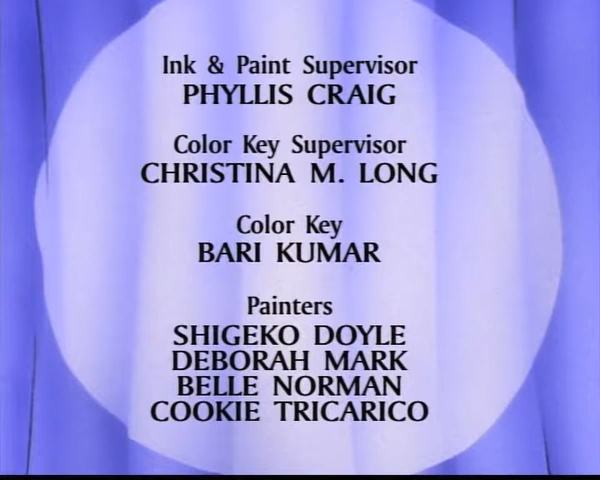 Ink & Paint Supervisor
PHYLLIS CRAIG
Color Key Supervisor
CHRISTINA M. LONG
Color Key
BARI KUMAR
Painters
SHIGEKO DOYLE
DEBORAH MARK
BELLE NORMAN
COOKIE TRICARICO